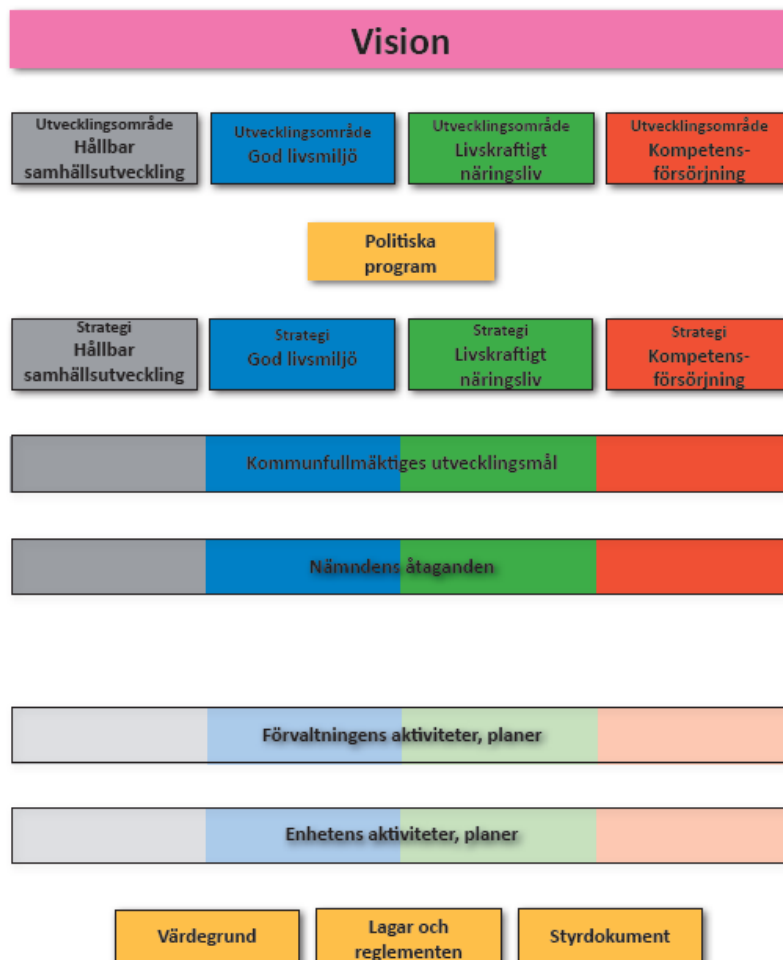 Vision
Utvecklingsområde
Hållbar
samhällsutveckling
Utvecklingsområde
God livsmiljö
Utvecklingsområde
Livskraftigt
näringsliv
Utvecklingsområde
Kompetens-
försörjning
Politiska
program
Strategi
Hållbar
samhällsutveckling
Strategi
God livsmiljö
Strategi
Livskraftigt
näringsliv
Strategi
Kompetens-
försörjning
Kommunfullmäktiges utvecklingsmål
Nämndens åtaganden
Förvaltningens aktiviteter, planer
Enhetens aktiviteter, planer
Värdegrund
Lagar och
reglementen
Styrdokument